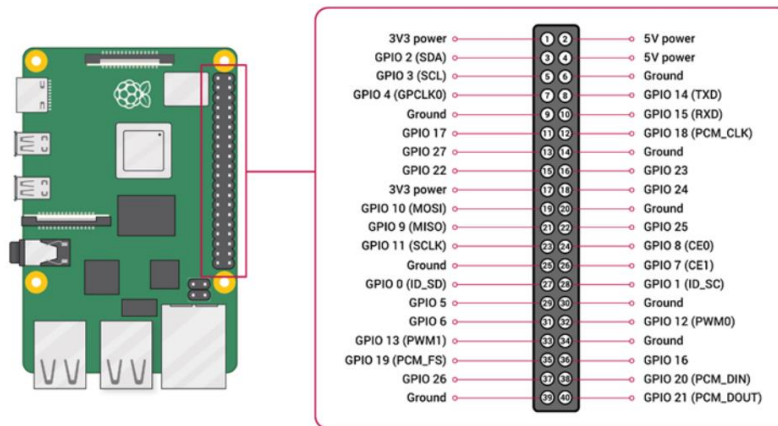 3V3 power 1 2 5V power
GPIO 2 (SDA) 3 4 5V power
GPIO 3 (SCL) 5 6 Ground
GPIO 4 (GPCLK0) 7 8 GPIO 14 (TXD)
Ground 9 10 GPIO 15 (RXD)
GPIO 17 11 12 GPIO 18 (PCM_CLK)
GPIO 27 13 14 Ground
GPIO 22 15 16 GPIO 23
3V3 power 17 18 GPIO 24
GPIO 10 (MOSI) 19 20 Ground
GPIO 9 (MISO) 21 22 GPIO 25
GPIO 11 (SCLK) 23 24 GPIO 8 (CE0)
Ground 25 26 GPIO 7 (CE1)
GPIO 0 (ID_SD) 27 28 GPIO 1 (ID_SC)
GPIO 5 29 30 Ground
GPIO 6 31 32 GPIO 12 (PWM0)
GPIO 13 (PWM1) 33 34 Ground
GPIO 19 (PCM_FS) 35 36 GPIO 16
GPIO 26 37 38 GPIO 20 (PCM_DIN)
Ground 39 40 GPIO 21 (PCM_DOUT)